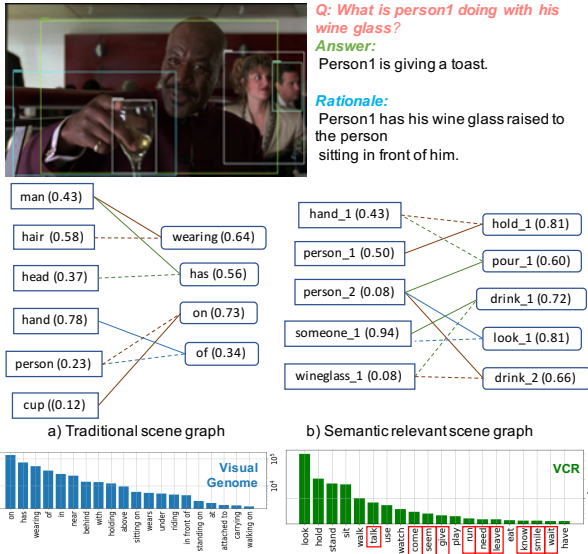 Q: What is person1 doing with his
wine glass?
Answer:
Person1 is giving a toast.
Rationale:
Person1 has his wine glass raised to
the person
sitting in front of him.
man (0.43)
hair (0.58)
head (0.37)
hand (0.78)
person (0.23)
cup ((0.12)
wearing (0.64)
has (0.56)
on (0.73)
of (0.34)
a) Traditional scene graph
hand_1 (0.43)
person_1 (0.50)
person_2 (0.08)
someone_1 (0.94)
wineglass_1 (0.08)
hold_1 (0.81)
pour_1 (0.60)
drink_1 (0.72)
look_1 (0.81)
drink_2 (0.66)
b) Semantic relevant scene graph
Visual
Genome
10⁵
10⁴
on
has
wearing
of
in
near
behind
with
holding
above
sitting on
wears
under
riding
in front of
standing on
at
attached to
carrying
walking on
VCR
look
hold
stand
sit
walk
talk
use
watch
come
seem
give
play
run
need
leave
eat
know
smile
wait
have